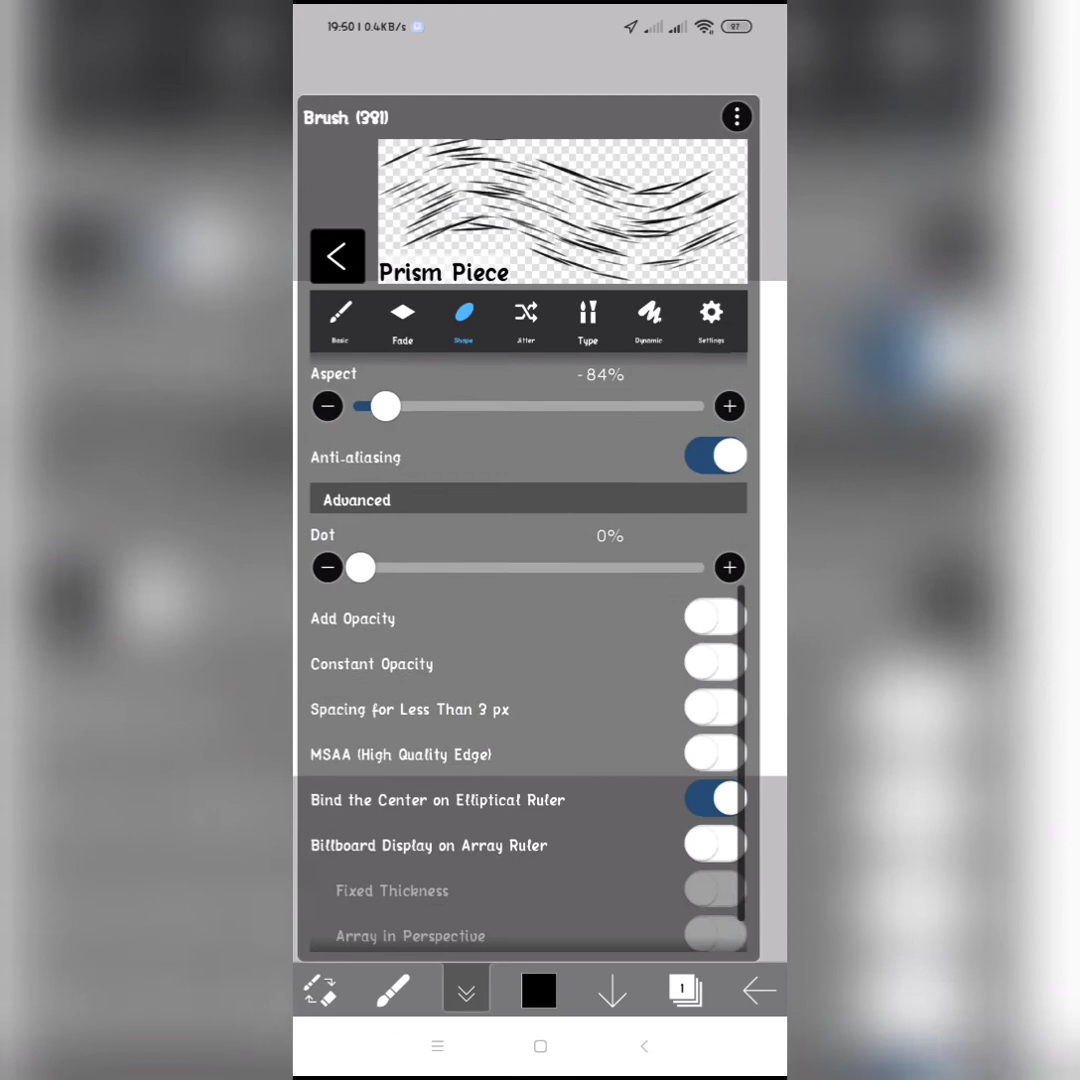 19:50 | 0.4KB/s
87
Brush (391)
Prism Piece
Basic Fade Shape Jitter Type Dynamic Settings
Aspect -84%
Anti-aliasing
Advanced
Dot 0%
Add Opacity
Constant Opacity
Spacing for Less Than 3 px
MSAA (High Quality Edge)
Bind the Center on Elliptical Ruler
Billboard Display on Array Ruler
Fixed Thickness
Array in Perspective
1